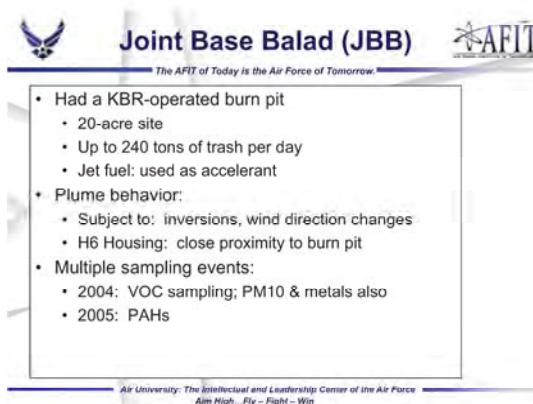 Joint Base Balad (JBB)
AFIT
The AFIT of Today is the Air Force of Tomorrow.
• Had a KBR-operated burn pit
• 20-acre site
• Up to 240 tons of trash per day
• Jet fuel: used as accelerant
• Plume behavior:
• Subject to: inversions, wind direction changes
• H6 Housing: close proximity to burn pit
• Multiple sampling events:
• 2004: VOC sampling; PM10 & metals also
• 2005: PAHs
Air University: The Intellectual and Leadership Center of the Air Force
Aim High...Fly – Fight – Win